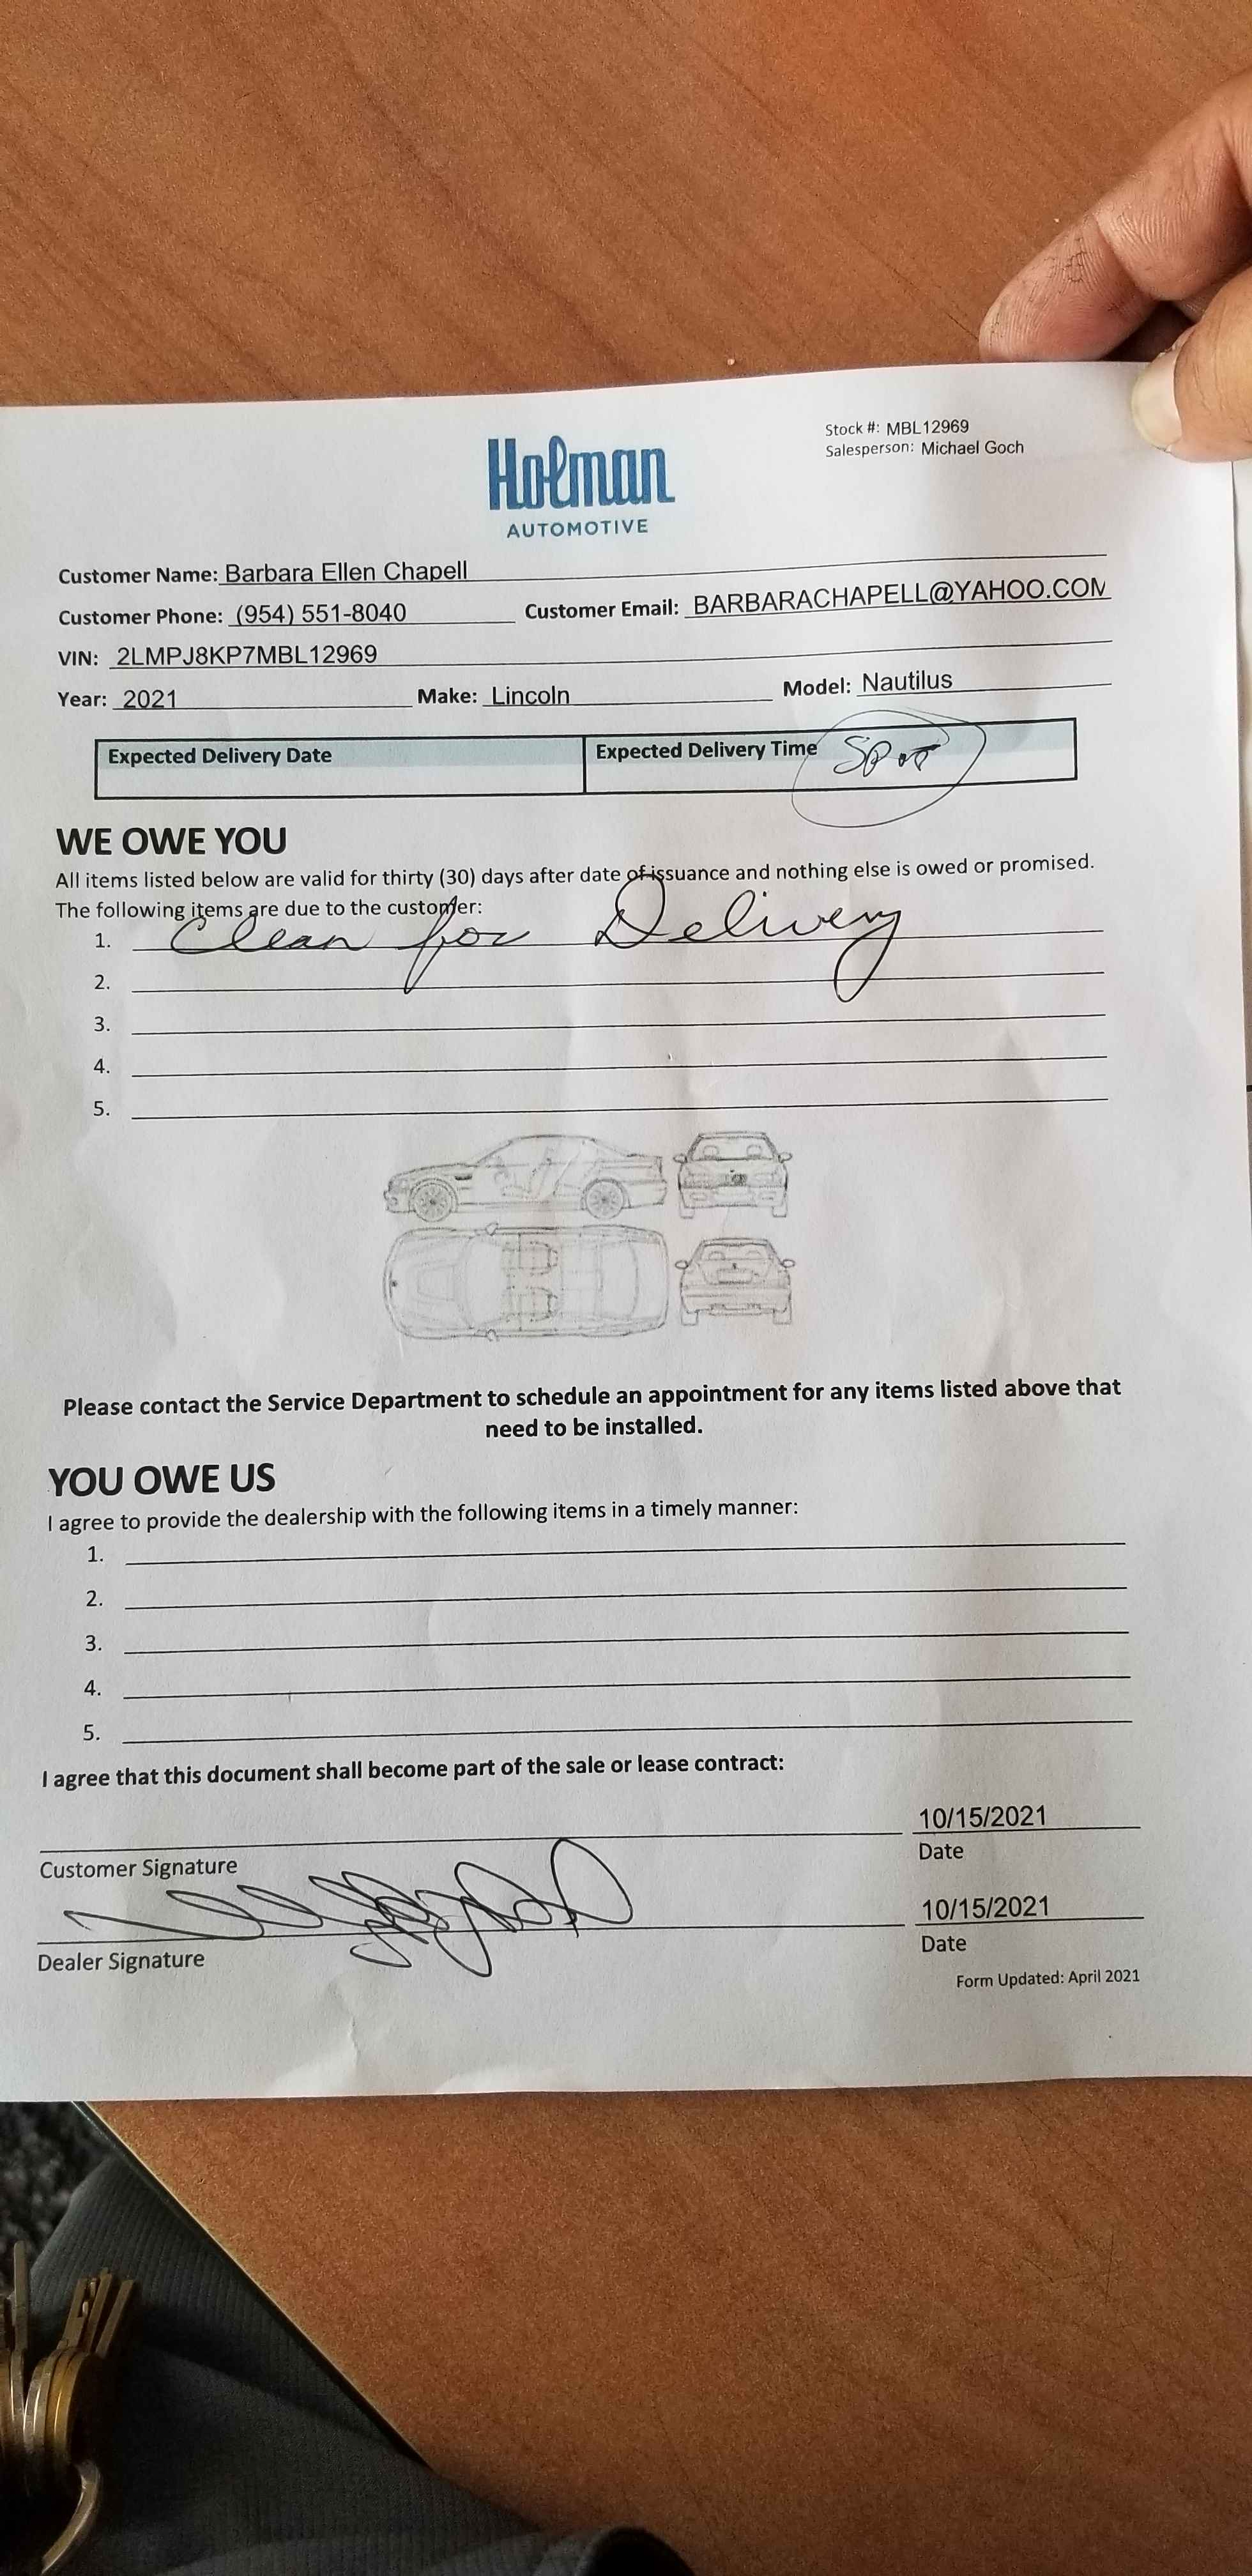 Stock #: MBL12969
Salesperson: Michael Goch
Holman
AUTOMOTIVE
Customer Name: Barbara Ellen Chapell
Customer Phone: (954) 551-8040 Customer Email: BARBARACHAPELL@YAHOO.COM
VIN: 2LMPJ8KP7MBL12969
Year: 2021 Make: Lincoln Model: Nautilus
Expected Delivery Date Expected Delivery Time Spot
WE OWE YOU
All items listed below are valid for thirty (30) days after date of issuance and nothing else is owed or promised.
The following items are due to the customer:
1. Clean for Delivery
2.
3.
4.
5.
Please contact the Service Department to schedule an appointment for any items listed above that
need to be installed.
YOU OWE US
I agree to provide the dealership with the following items in a timely manner:
1.
2.
3.
4.
5.
I agree that this document shall become part of the sale or lease contract:
10/15/2021
Customer Signature Date
10/15/2021
Dealer Signature Date
Form Updated: April 2021